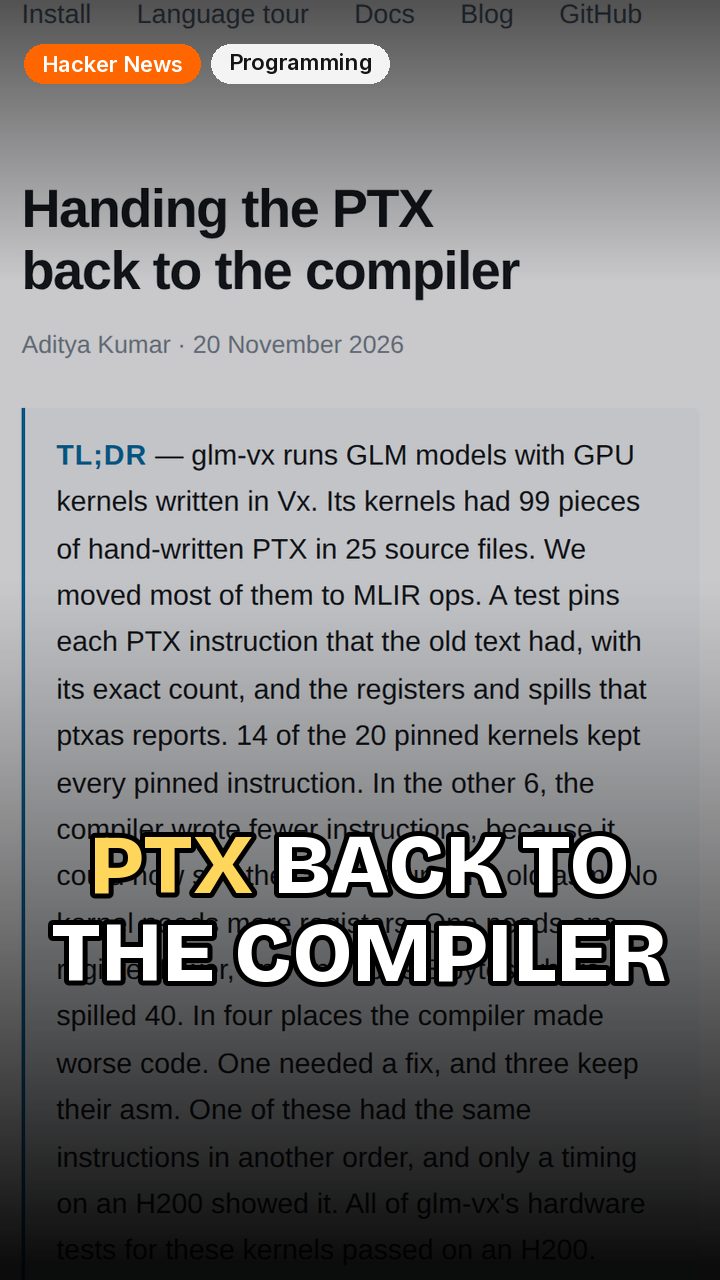 Install Language tour Docs Blog GitHub
Hacker News Programming
Handing the PTX
back to the compiler
Aditya Kumar · 20 November 2026
TL;DR — glm-vx runs GLM models with GPU
kernels written in Vx. Its kernels had 99 pieces
of hand-written PTX in 25 source files. We
moved most of them to MLIR ops. A test pins
each PTX instruction that the old text had, with
its exact count, and the registers and spills that
ptxas reports. 14 of the 20 pinned kernels kept
every pinned instruction. In the other 6, the
compiler wrote fewer instructions, because it
PTX BACK TO
THE COMPILER
spilled 40. In four places the compiler made
worse code. One needed a fix, and three keep
their asm. One of these had the same
instructions in another order, and only a timing
on an H200 showed it. All of glm-vx's hardware
tests for these kernels passed on an H200.